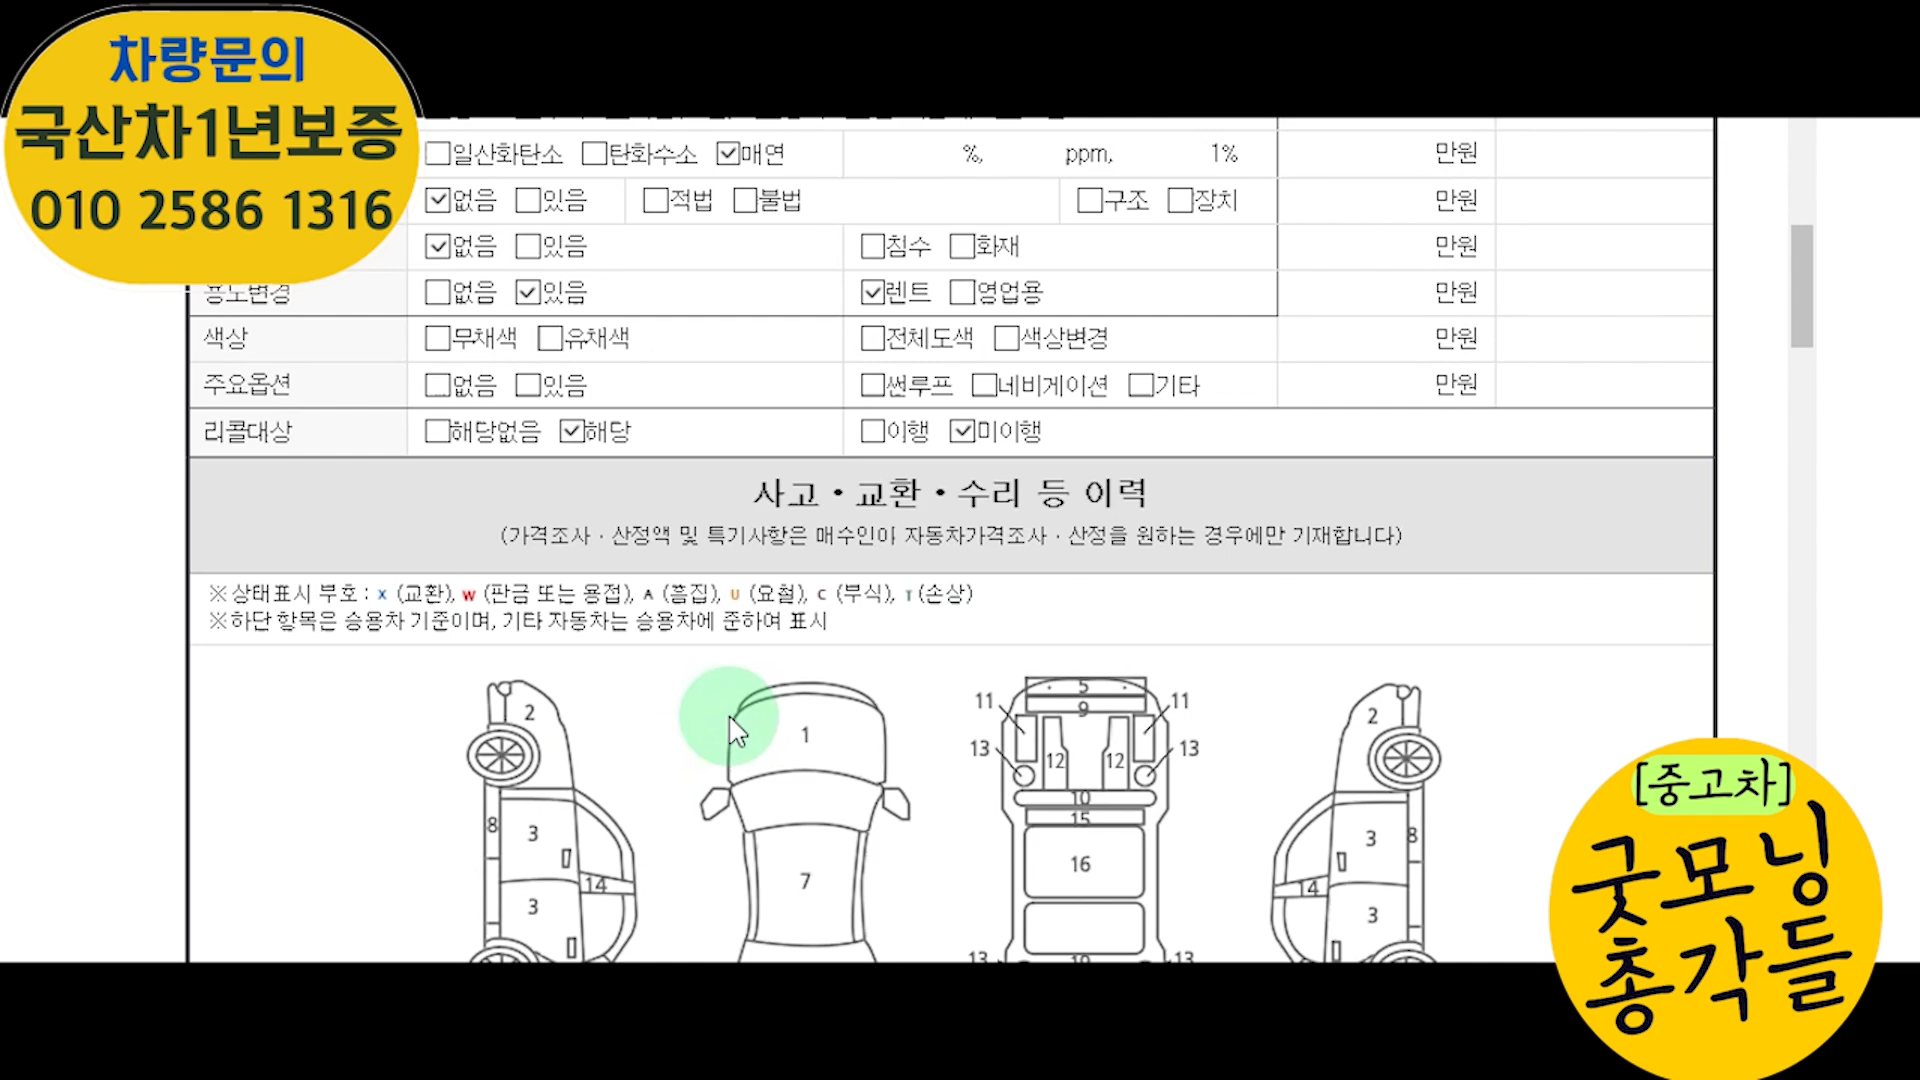 차량문의
국산차1년보증
010 2586 1316
일산화탄소 탄화수소 매연 %, ppm, 1% 만원
없음 있음 적법 불법 구조 장치 만원
없음 있음 침수 화재 만원
용도변경 없음 있음 렌트 영업용 만원
색상 무채색 유채색 전체도색 색상변경 만원
주요옵션 없음 있음 썬루프 네비게이션 기타 만원
리콜대상 해당없음 해당 이행 미이행
사고•교환•수리 등 이력
(가격조사 · 산정액 및 특기사항은 매수인이 자동차가격조사 · 산정을 원하는 경우에만 기재합니다)
※ 상태표시 부호 : X (교환), W (판금 또는 용접), A (흠집), U (요철), C (부식), T (손상)
※ 하단 항목은 승용차 기준이며, 기타 자동차는 승용차에 준하여 표시
2 1 5 2
11 9 11
13 12 12 13
10
8 3 15 3 8
14 7 16 14
3 3
13 19 13
[중고차]
굿모닝
총각들